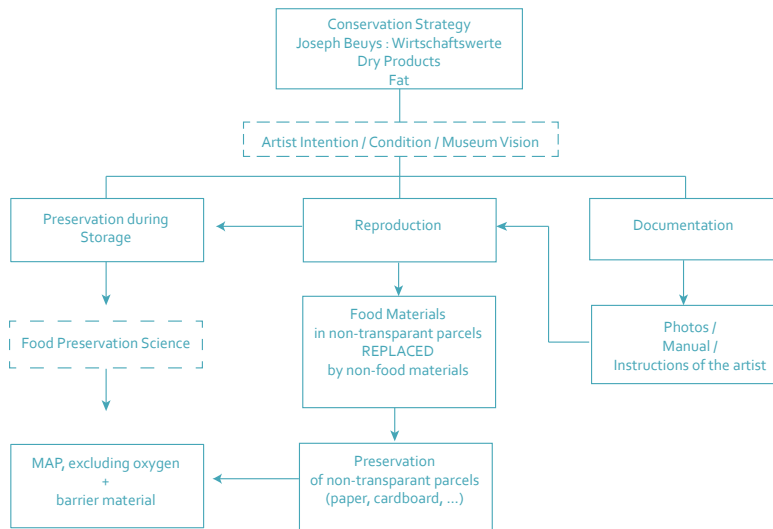 Conservation Strategy
Joseph Beuys : Wirtschaftswerte
Dry Products
Fat
Artist Intention / Condition / Museum Vision
Preservation during
Storage
Reproduction
Documentation
Food Preservation Science
Food Materials
in non-transparant parcels
REPLACED
by non-food materials
Photos /
Manual /
Instructions of the artist
MAP, excluding oxygen
+
barrier material
Preservation
of non-transparant parcels
(paper, cardboard, ...)